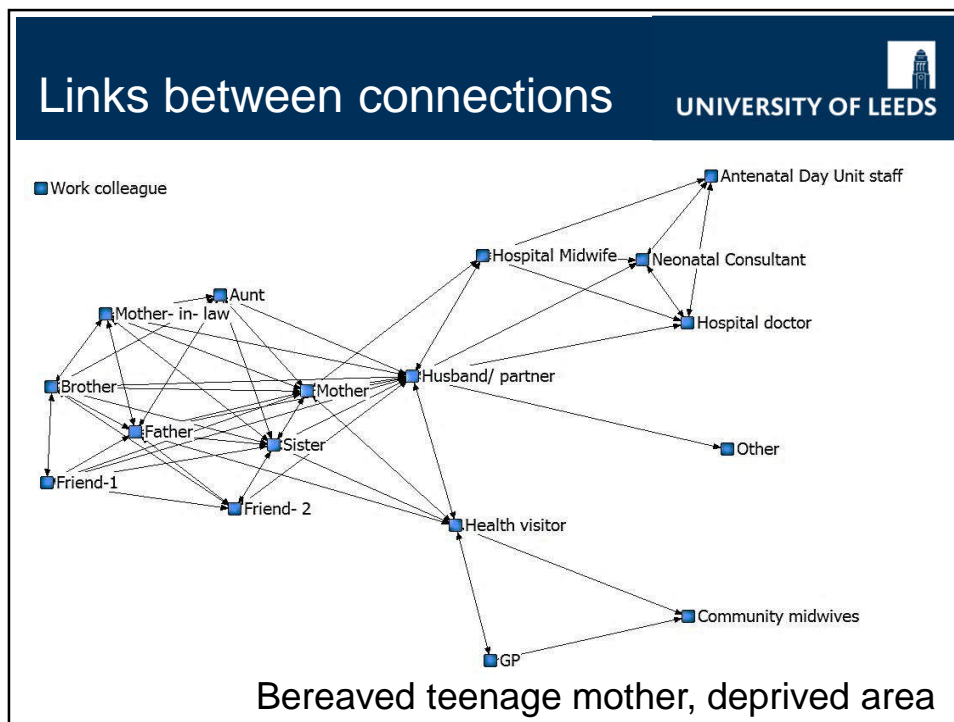 Links between connections
UNIVERSITY OF LEEDS
Work colleague
Antenatal Day Unit staff
Hospital Midwife
Neonatal Consultant
Aunt
Mother- in- law
Hospital doctor
Husband/ partner
Brother
Mother
Father
Sister
Other
Friend-1
Friend- 2
Health visitor
Community midwives
GP
Bereaved teenage mother, deprived area